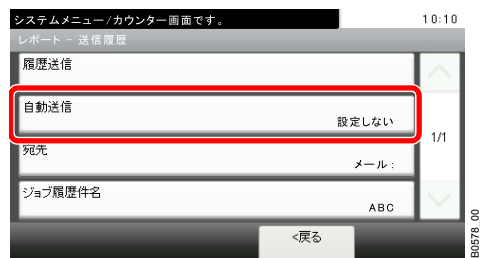 システムメニュー/カウンター画面です。
10:10
レポート - 送信履歴
履歴送信
自動送信
設定しない
1/1
宛先
メール :
ジョブ履歴件名
ABC
<戻る
B0578_00